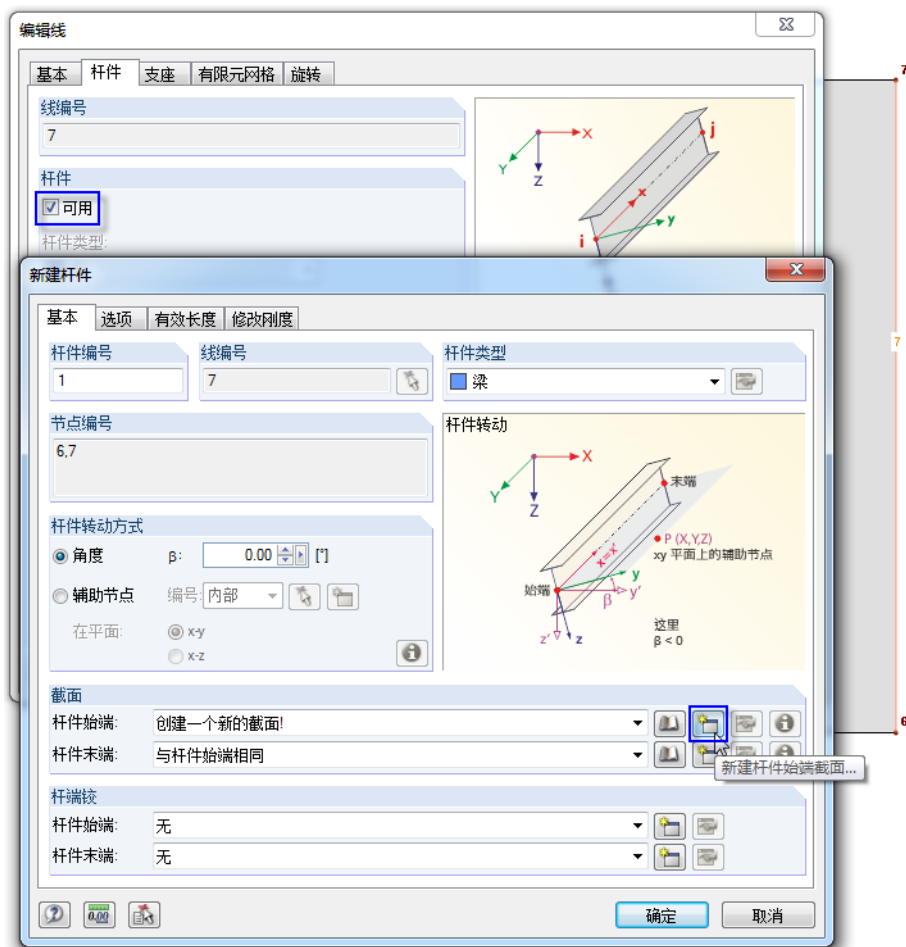 编辑线
基本 杆件 支座 有限元网格 旋转
线编号
7
杆件
可用
杆件类型:
X
Y
Z
i
j
x
y
7
7
6
新建杆件
基本 选项 有效长度 修改刚度
杆件编号 线编号 杆件类型
1 7 梁
节点编号
6,7
杆件转动
X
Y
Z
末端
P (X,Y,Z)
xy 平面上的辅助节点
x=x'
y
始端
β
y'
z'
z
这里
β < 0
杆件转动方式
角度 β: 0.00 [°]
辅助节点 编号: 内部
在平面: x-y
x-z
截面
杆件始端: 创建一个新的截面!
杆件末端: 与杆件始端相同
新建杆件始端截面...
杆端铰
杆件始端: 无
杆件末端: 无
0.00
确定 取消